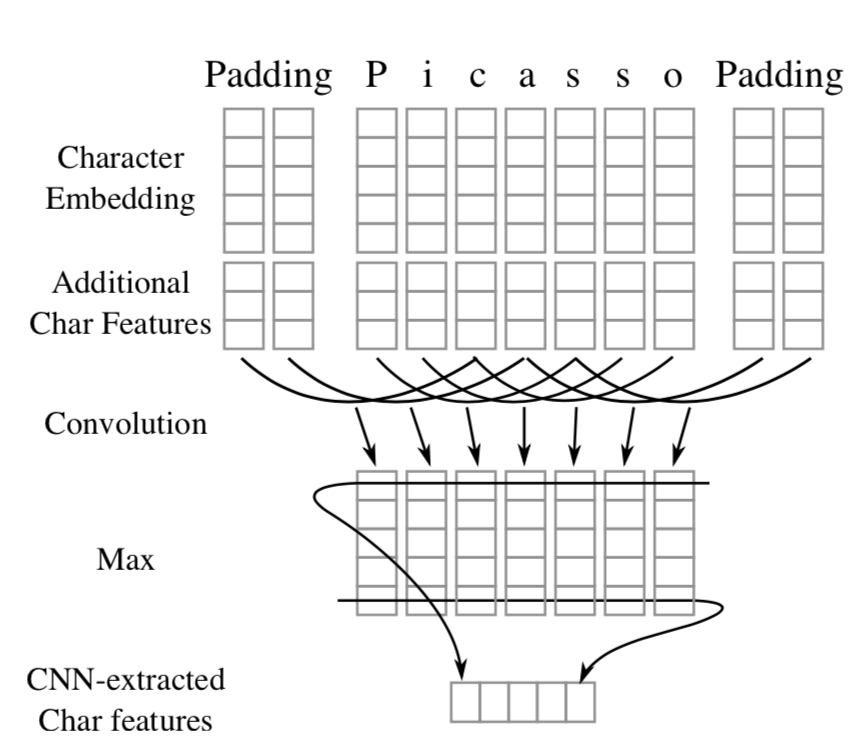 Padding P i c a s s o Padding
Character
Embedding
Additional
Char Features
Convolution
Max
CNN-extracted
Char features